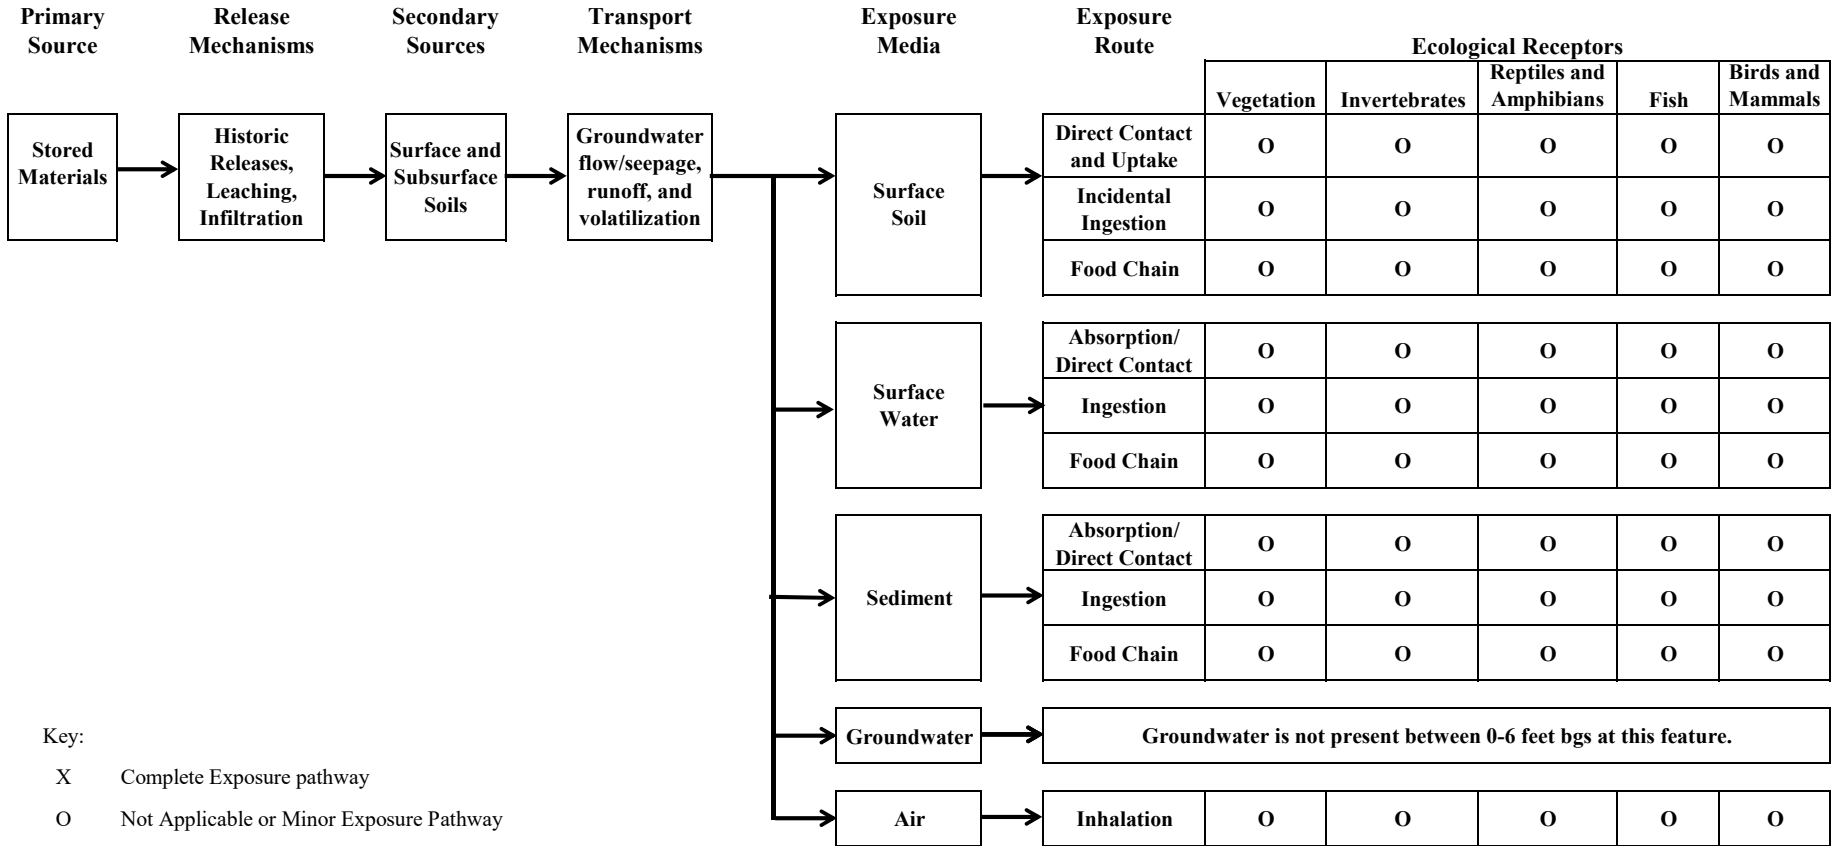 Primary
Source
Release
Mechanisms
Secondary
Sources
Transport
Mechanisms
Exposure
Media
Exposure
Route
Ecological Receptors
Vegetation
Invertebrates
Reptiles and
Amphibians
Fish
Birds and
Mammals
Stored
Materials
Historic
Releases,
Leaching,
Infiltration
Surface and
Subsurface
Soils
Groundwater
flow/seepage,
runoff, and
volatilization
Surface
Soil
Direct Contact
and Uptake
O O O O O
Incidental
Ingestion
O O O O O
Food Chain O O O O O
Surface
Water
Absorption/
Direct Contact
O O O O O
Ingestion O O O O O
Food Chain O O O O O
Sediment
Absorption/
Direct Contact
O O O O O
Ingestion O O O O O
Food Chain O O O O O
Groundwater
Groundwater is not present between 0-6 feet bgs at this feature.
Air
Inhalation O O O O O
Key:
X Complete Exposure pathway
O Not Applicable or Minor Exposure Pathway